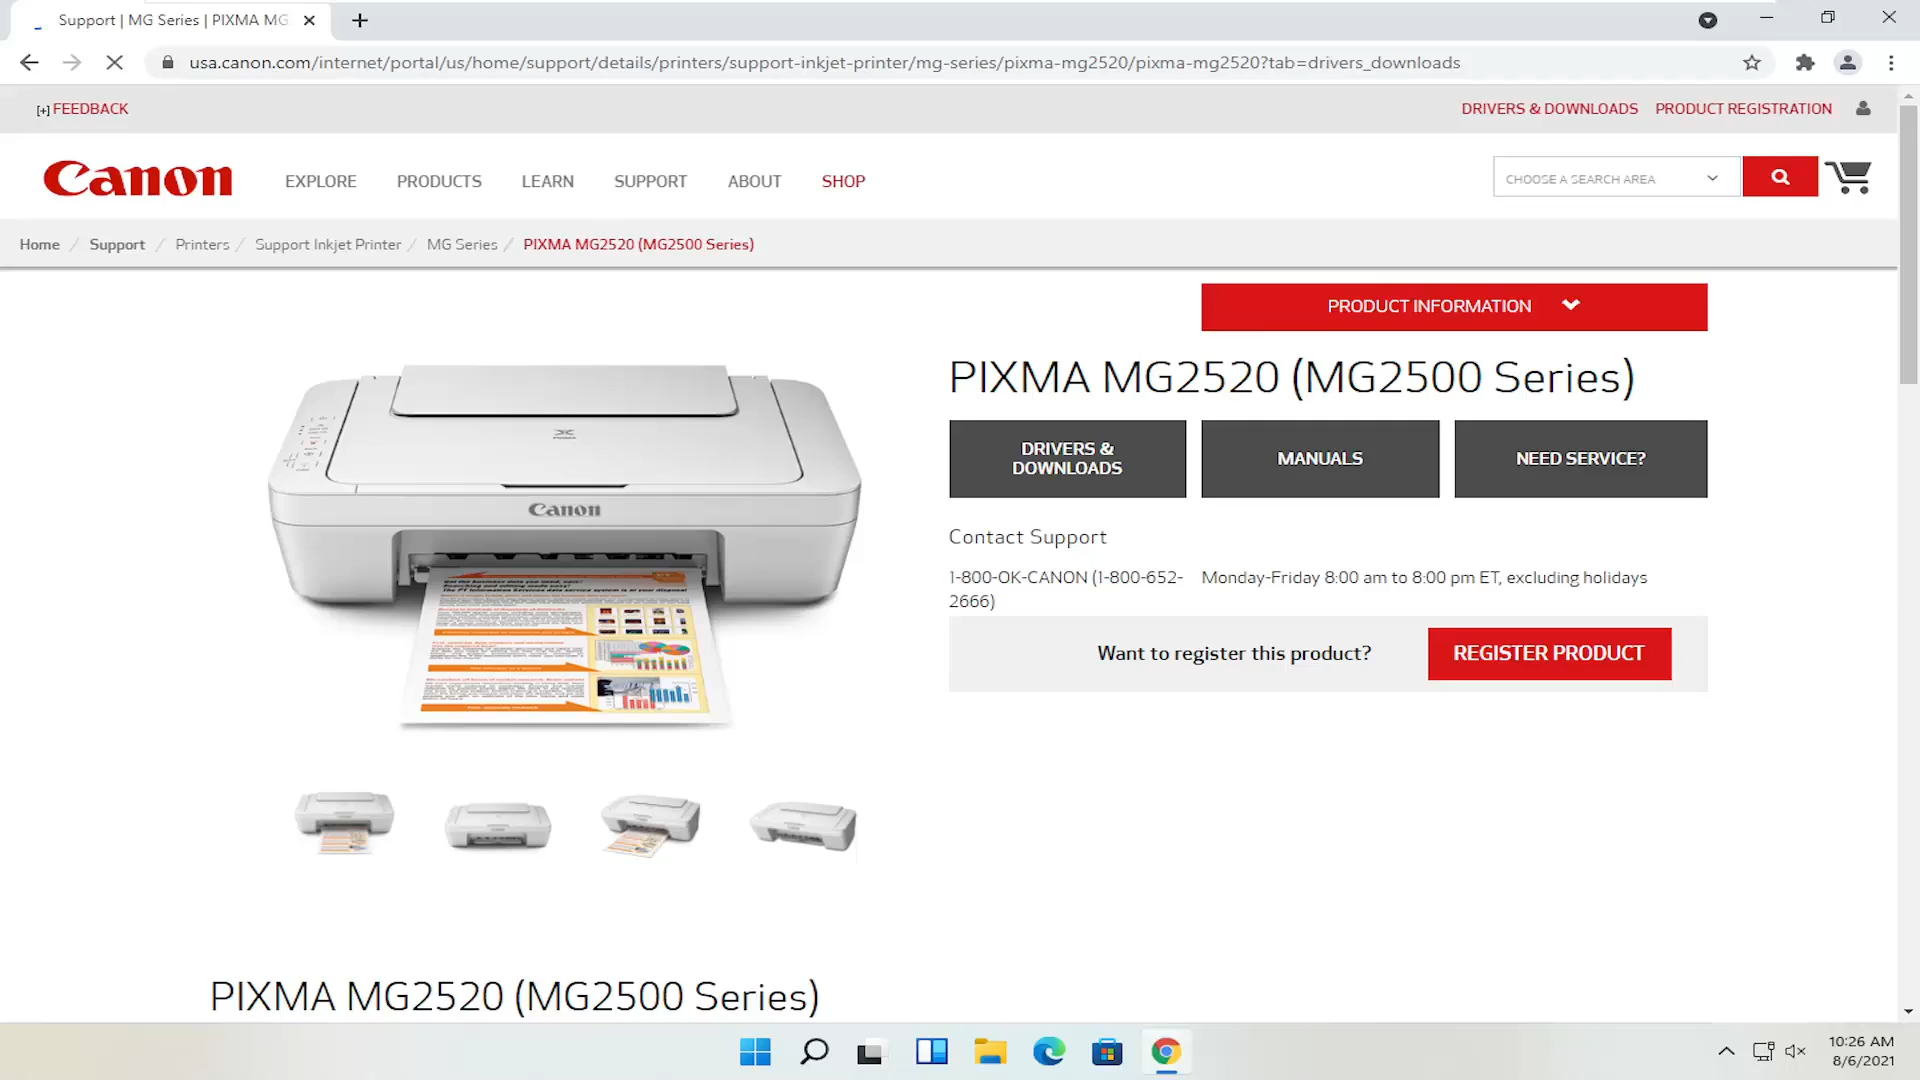 Support | MG Series | PIXMA MG
usa.canon.com/internet/portal/us/home/support/details/printers/support-inkjet-printer/mg-series/pixma-mg2520/pixma-mg2520?tab=drivers_downloads
[+] FEEDBACK
DRIVERS & DOWNLOADS
PRODUCT REGISTRATION
Canon
EXPLORE
PRODUCTS
LEARN
SUPPORT
ABOUT
SHOP
CHOOSE A SEARCH AREA
Home / Support / Printers / Support Inkjet Printer / MG Series / PIXMA MG2520 (MG2500 Series)
PRODUCT INFORMATION
PIXMA MG2520 (MG2500 Series)
DRIVERS &
DOWNLOADS
MANUALS
NEED SERVICE?
Canon
Contact Support
1-800-OK-CANON (1-800-652-
2666)
Monday-Friday 8:00 am to 8:00 pm ET, excluding holidays
Want to register this product?
REGISTER PRODUCT
PIXMA MG2520 (MG2500 Series)
10:26 AM
8/6/2021